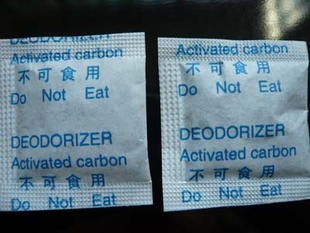 DEODORIZER
Activated carbon
不可食用
Do Not Eat
DEODORIZER
Activated carbon
不可食用
Do Not Eat
Activated carbon
不可食用
Do Not Eat
DEODORIZER
Activated carbon
不可食用
Do Not Eat